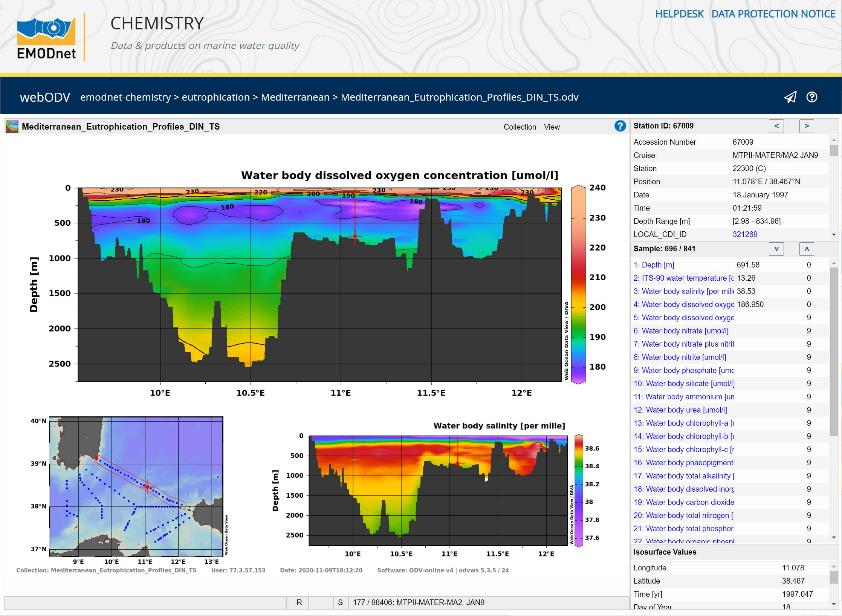 HELPDESK DATA PROTECTION NOTICE
EMODnet
CHEMISTRY
Data & products on marine water quality
webODV emodnet-chemistry > eutrophication > Mediterranean > Mediterranean_Eutrophication_Profiles_DIN_TS.odv
Mediterranean_Eutrophication_Profiles_DIN_TS Collection View
Water body dissolved oxygen concentration [umol/l]
Depth [m]
0
500
1000
1500
2000
2500
10°E 10.5°E 11°E 11.5°E 12°E
230 230 220 200 190 230 230
180 180 180
240
230
220
210
200
190
180
40°N
39°N
38°N
37°N
9°E 10°E 11°E 12°E 13°E
Water body salinity [per mille]
Depth [m]
0
500
1000
1500
2000
2500
10°E 10.5°E 11°E 11.5°E 12°E
38.6
38.4
38.2
38
37.8
37.6
Collection: Mediterranean_Eutrophication_Profiles_DIN_TS User: 77.3.57.153 Date: 2020-11-09T18:12:20 Software: ODV-online v4 | odvws 5.3.5 / 24
R S 177 / 98406: MTPII-MATER-MA2 JAN9
Station ID: 67009 < >
Accession Number 67009
Cruise MTPII-MATER/MA2 JAN9
Station 22300 (C)
Position 11.078°E / 38.467°N
Date 18 January 1997
Time 01:21:59
Depth Range [m] [2.98 - 834.96]
LOCAL_CDI_ID 321269
Sample: 696 / 841
1: Depth [m] 691.58 0
2: ITS-90 water temperature [c 13.26 0
3: Water body salinity [per mill 38.53 0
4: Water body dissolved oxyge 186.950 0
5: Water body dissolved oxyge 9
6: Water body nitrate [umol/l] 9
7: Water body nitrate plus nitrit 9
8: Water body nitrite [umol/l] 9
9: Water body phosphate [umo 9
10: Water body silicate [umol/l] 9
11: Water body ammonium [un 9
12: Water body urea [umol/l] 9
13: Water body chlorophyll-a [ 9
14: Water body chlorophyll-b [ 9
15: Water body chlorophyll-c [ 9
16: Water body phaeopigment 9
17: Water body total alkalinity [ 9
18: Water body dissolved inorg 9
19: Water body carbon dioxide 9
20: Water body total nitrogen [ 9
21: Water body total phosphor 9
22: Water body organic phosph 9
Isosurface Values
Longitude 11.078
Latitude 38.467
Time [yr] 1997.047
Day of Year 18